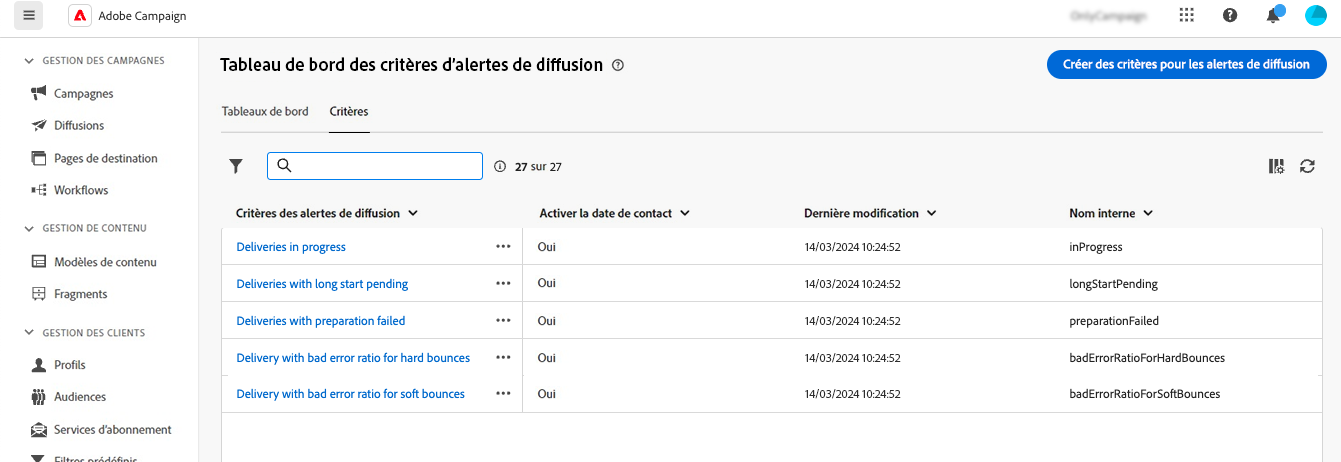 Adobe Campaign
GESTION DES CAMPAGNES
Campagnes
Diffusions
Pages de destination
Workflows
GESTION DE CONTENU
Modèles de contenu
Fragments
GESTION DES CLIENTS
Profils
Audiences
Services d'abonnement
Filtres prédéfinis
Tableau de bord des critères d'alertes de diffusion
Créer des critères pour les alertes de diffusion
Tableaux de bord Critères
27 sur 27
Critères des alertes de diffusion Activer la date de contact Dernière modification Nom interne
Deliveries in progress Oui 14/03/2024 10:24:52 inProgress
Deliveries with long start pending Oui 14/03/2024 10:24:52 longStartPending
Deliveries with preparation failed Oui 14/03/2024 10:24:52 preparationFailed
Delivery with bad error ratio for hard bounces Oui 14/03/2024 10:24:52 badErrorRatioForHardBounces
Delivery with bad error ratio for soft bounces Oui 14/03/2024 10:24:52 badErrorRatioForSoftBounces